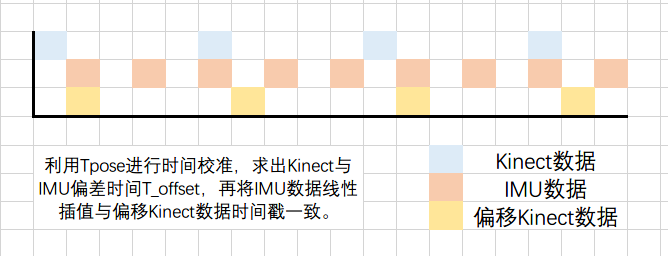 利用Tpose进行时间校准，求出Kinect与
IMU偏差时间T_offset，再将IMU数据线性
插值与偏移Kinect数据时间戳一致。
Kinect数据
IMU数据
偏移Kinect数据